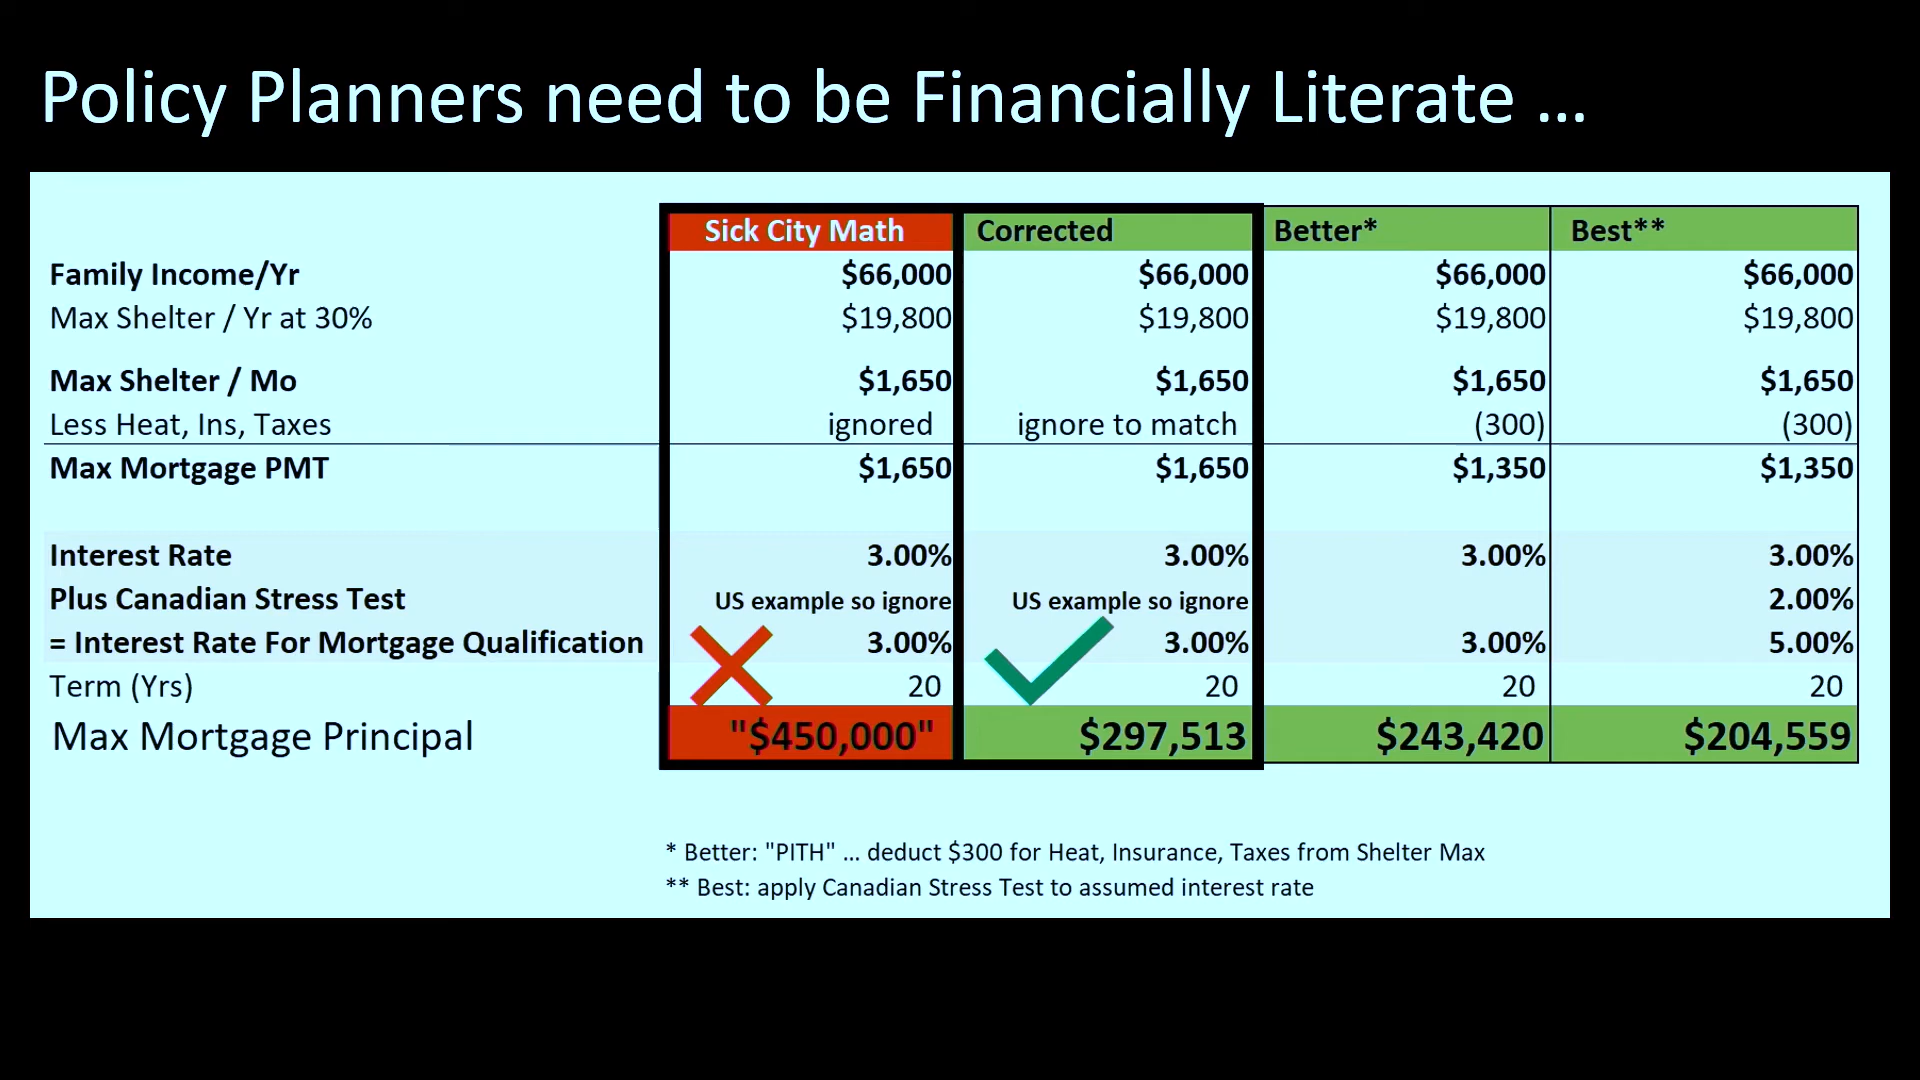 Policy Planners need to be Financially Literate ...
Sick City Math Corrected Better* Best**
Family Income/Yr $66,000 $66,000 $66,000 $66,000
Max Shelter / Yr at 30% $19,800 $19,800 $19,800 $19,800
Max Shelter / Mo $1,650 $1,650 $1,650 $1,650
Less Heat, Ins, Taxes ignored ignore to match (300) (300)
Max Mortgage PMT $1,650 $1,650 $1,350 $1,350
Interest Rate 3.00% 3.00% 3.00% 3.00%
Plus Canadian Stress Test US example so ignore US example so ignore 2.00%
= Interest Rate For Mortgage Qualification 3.00% 3.00% 3.00% 5.00%
Term (Yrs) 20 20 20 20
Max Mortgage Principal "$450,000" $297,513 $243,420 $204,559
* Better: "PITH" ... deduct $300 for Heat, Insurance, Taxes from Shelter Max
** Best: apply Canadian Stress Test to assumed interest rate